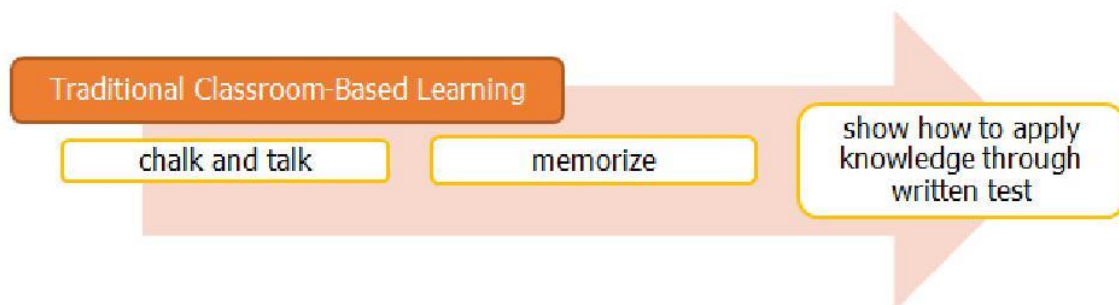 Traditional Classroom-Based Learning
chalk and talk
memorize
show how to apply
knowledge through
written test